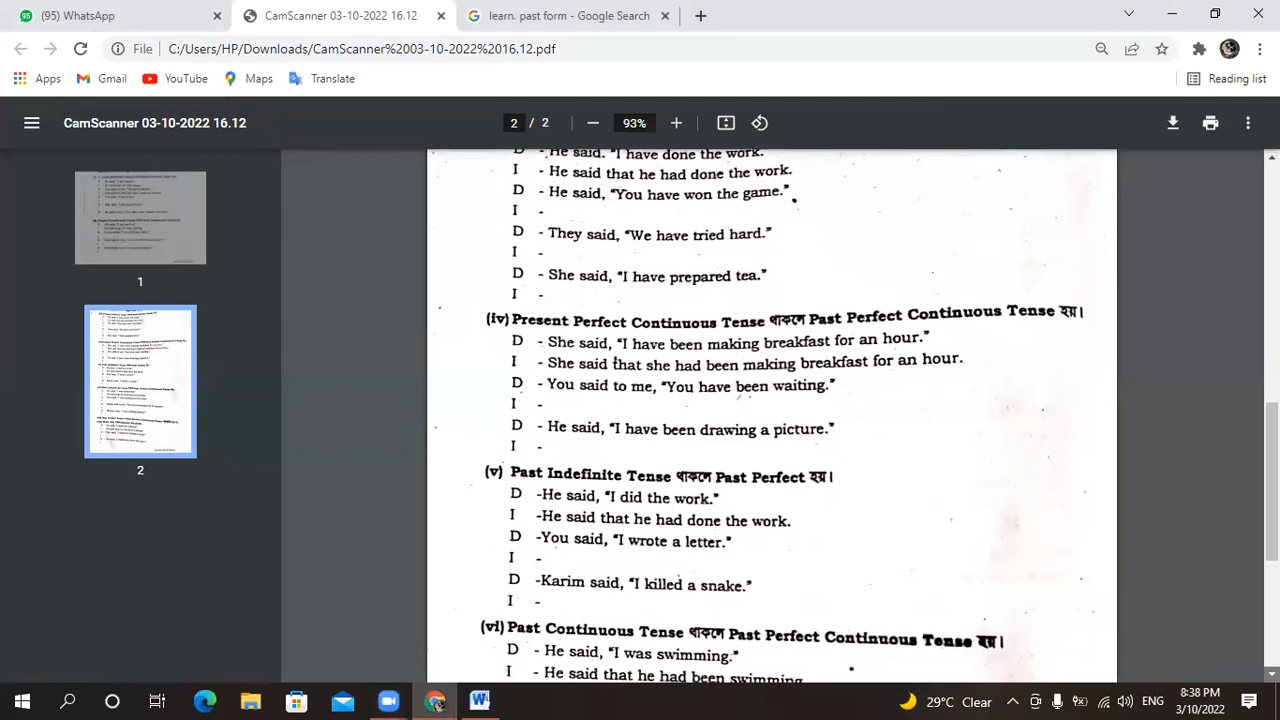 (95) WhatsApp
CamScanner 03-10-2022 16.12
learn. past form - Google Search
File C:/Users/HP/Downloads/CamScanner%2003-10-2022%2016.12.pdf
Apps Gmail YouTube Maps Translate Reading list
CamScanner 03-10-2022 16.12 2 / 2 93%
1
2
D - He said. "I have done the work.
I - He said that he had done the work.
D - He said, "You have won the game."
I -
D - They said, "We have tried hard."
I -
D - She said, "I have prepared tea."
I -
(iv) Present Perfect Continuous Tense থাকলে Past Perfect Continuous Tense হয়।
D - She said, "I have been making breakfast for an hour."
I - She said that she had been making breakfast for an hour.
D - You said to me, "You have been waiting."
I -
D - He said, "I have been drawing a picture."
I -
(v) Past Indefinite Tense থাকলে Past Perfect হয়।
D -He said, "I did the work."
I -He said that he had done the work.
D -You said, "I wrote a letter."
I -
D -Karim said, "I killed a snake."
I -
(vi) Past Continuous Tense থাকলে Past Perfect Continuous Tense হয়।
D - He said, "I was swimming."
I - He said that he had been swimming
29°C Clear ENG 8:38 PM
3/10/2022